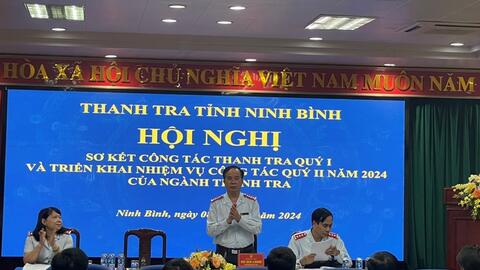 HÒA XÃ HỘI CHỦ NGHĨA VIỆT NAM
THANH TRA TỈNH NINH BÌNH
HỘI NGHỊ
SƠ KẾT CÔNG TÁC THANH TRA QUÝ I
VÀ TRIỂN KHAI NHIỆM VỤ CÔNG TÁC QUÝ II NĂM 2024
CỦA NGÀNH THANH TRA
Ninh Bình, ngày 2024